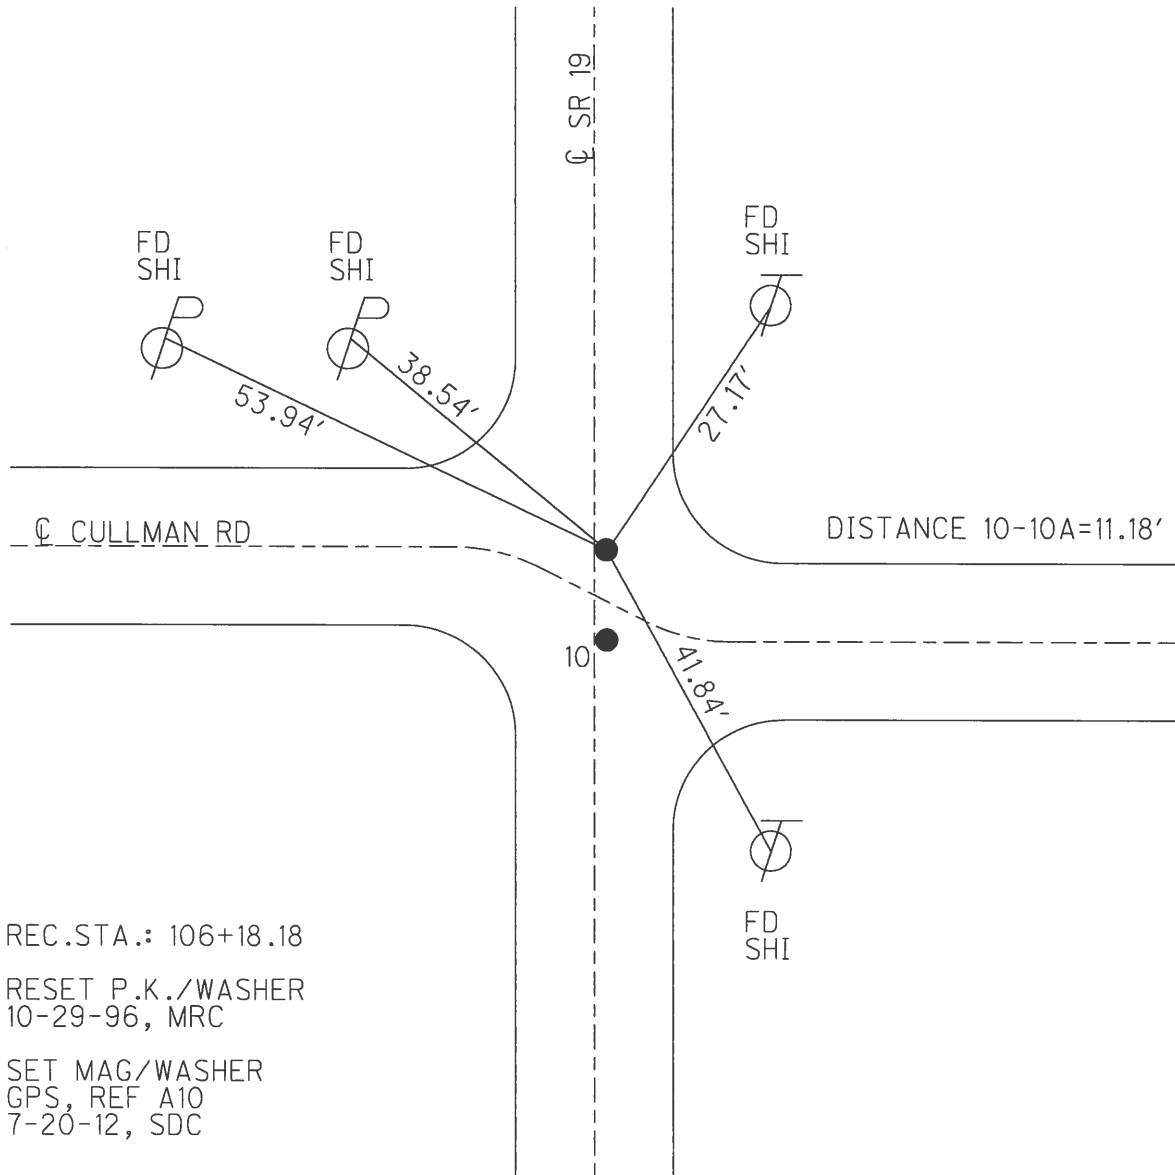 ℄ SR 19
FD
SHI
FD
SHI
FD
SHI
53.94'
38.54'
27.17'
℄ CULLMAN RD
DISTANCE 10-10A=11.18'
10
41.84'
FD
SHI
REC.STA.: 106+18.18
RESET P.K./WASHER
10-29-96, MRC
SET MAG/WASHER
GPS, REF A10
7-20-12, SDC